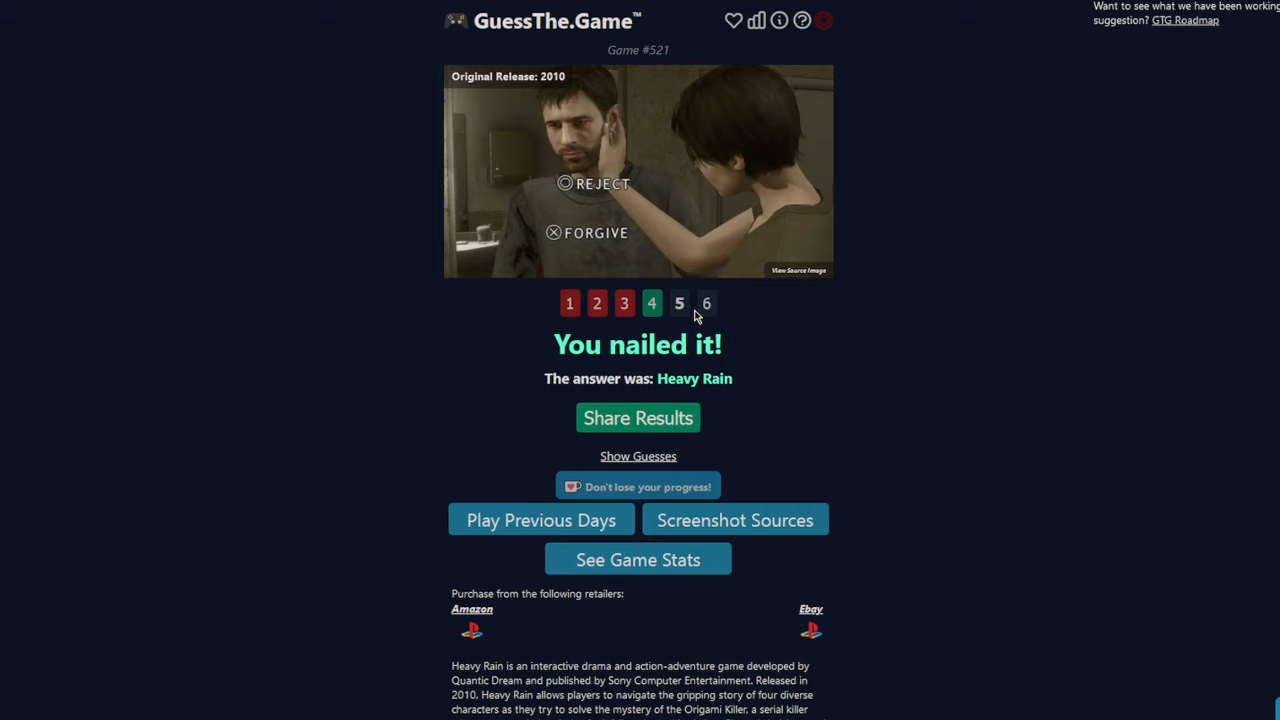 Want to see what we have been working
suggestion? GTG Roadmap
GuessThe.Game™
Game #521
Original Release: 2010
REJECT
FORGIVE
View Source Image
1 2 3 4 5 6
You nailed it!
The answer was: Heavy Rain
Share Results
Show Guesses
Don't lose your progress!
Play Previous Days Screenshot Sources
See Game Stats
Purchase from the following retailers:
Amazon Ebay
Heavy Rain is an interactive drama and action-adventure game developed by
Quantic Dream and published by Sony Computer Entertainment. Released in
2010, Heavy Rain allows players to navigate the gripping story of four diverse
characters as they try to solve the mystery of the Origami Killer, a serial killer